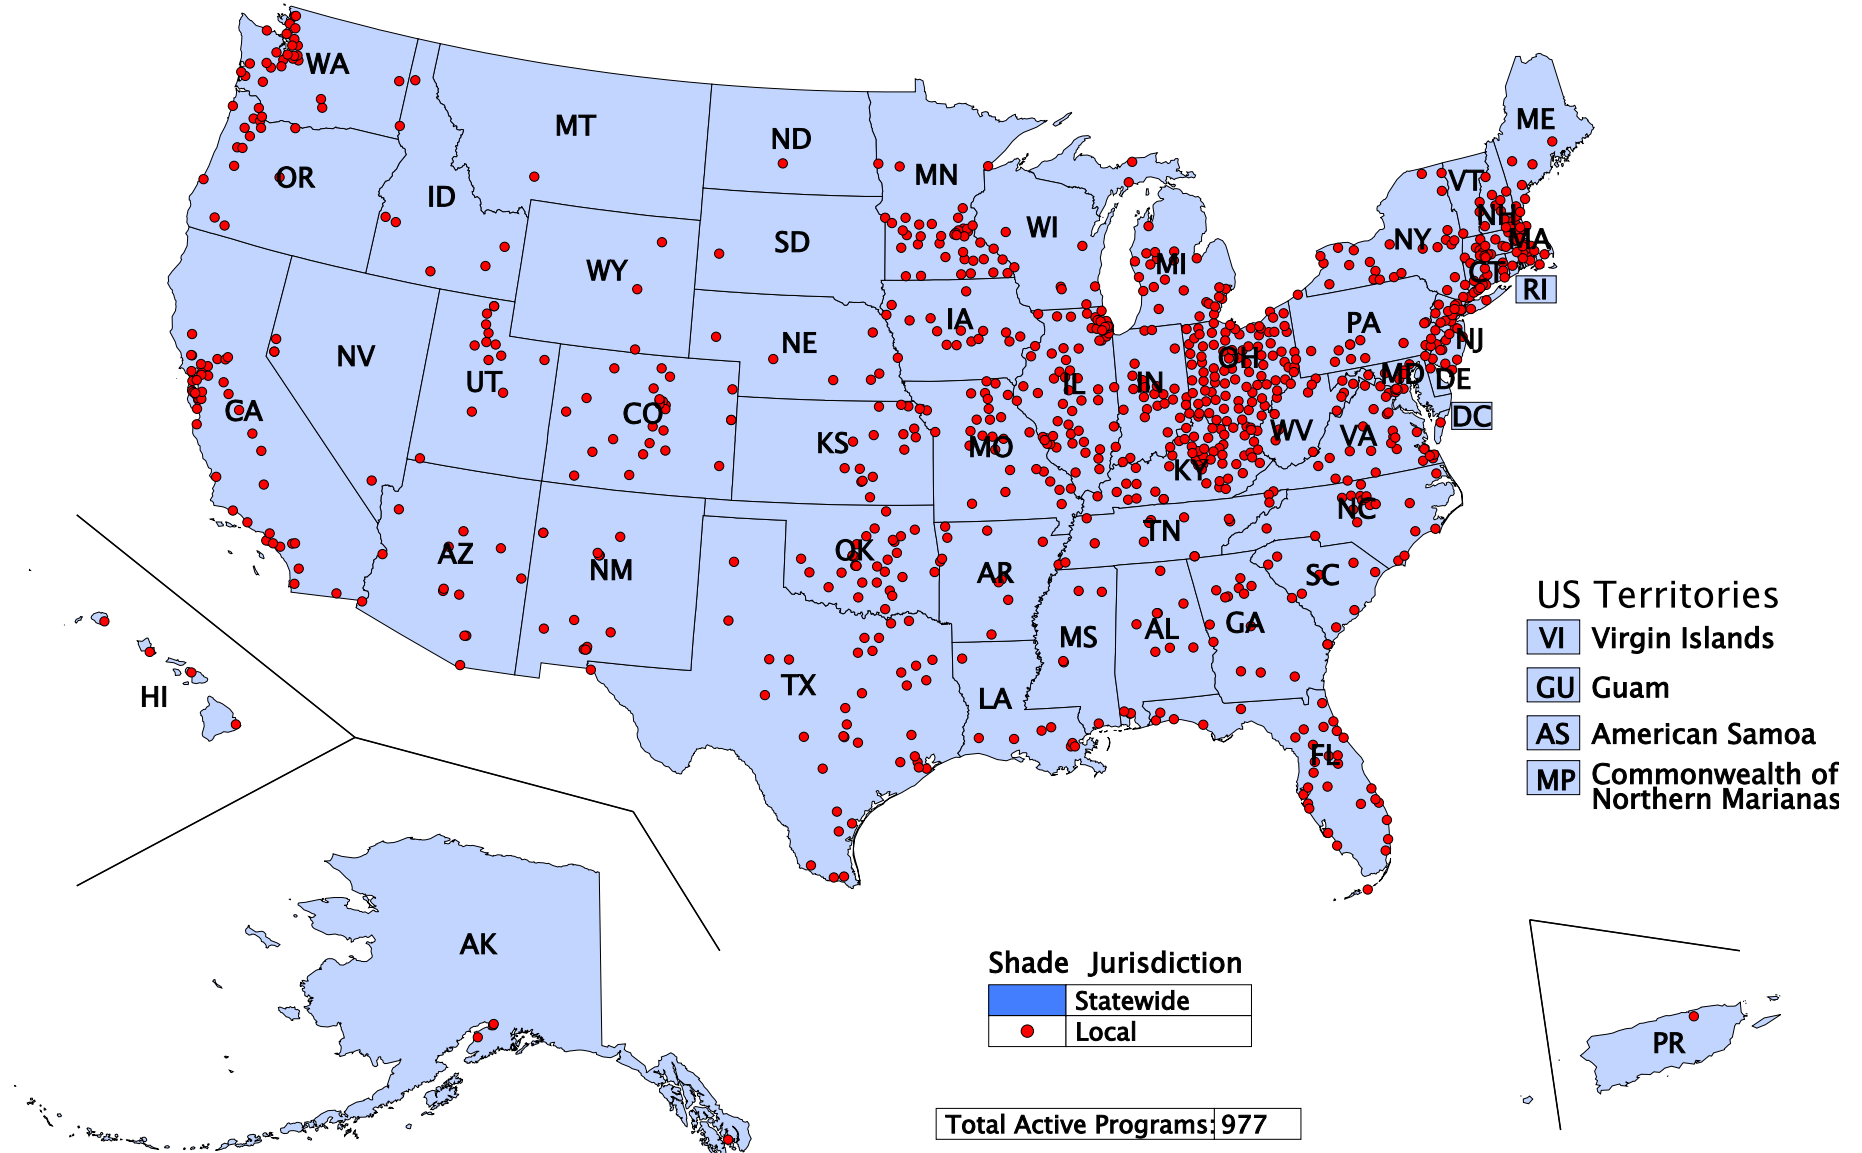 WA
MT
ND
MN
ME
OR
ID
SD
WI
MI
VT
NH
NY
MA
CT
RI
WY
NV
UT
NE
IA
PA
NJ
OH
MD
DE
DC
CA
CO
KS
MO
IL
IN
WV
VA
KY
NC
TN
AZ
NM
OK
AR
SC
MS
AL
GA
TX
LA
FL
HI
AK
PR
US Territories
VI Virgin Islands
GU Guam
AS American Samoa
MP Commonwealth of
Northern Marianas
Shade Jurisdiction
Statewide
Local
Total Active Programs: 977